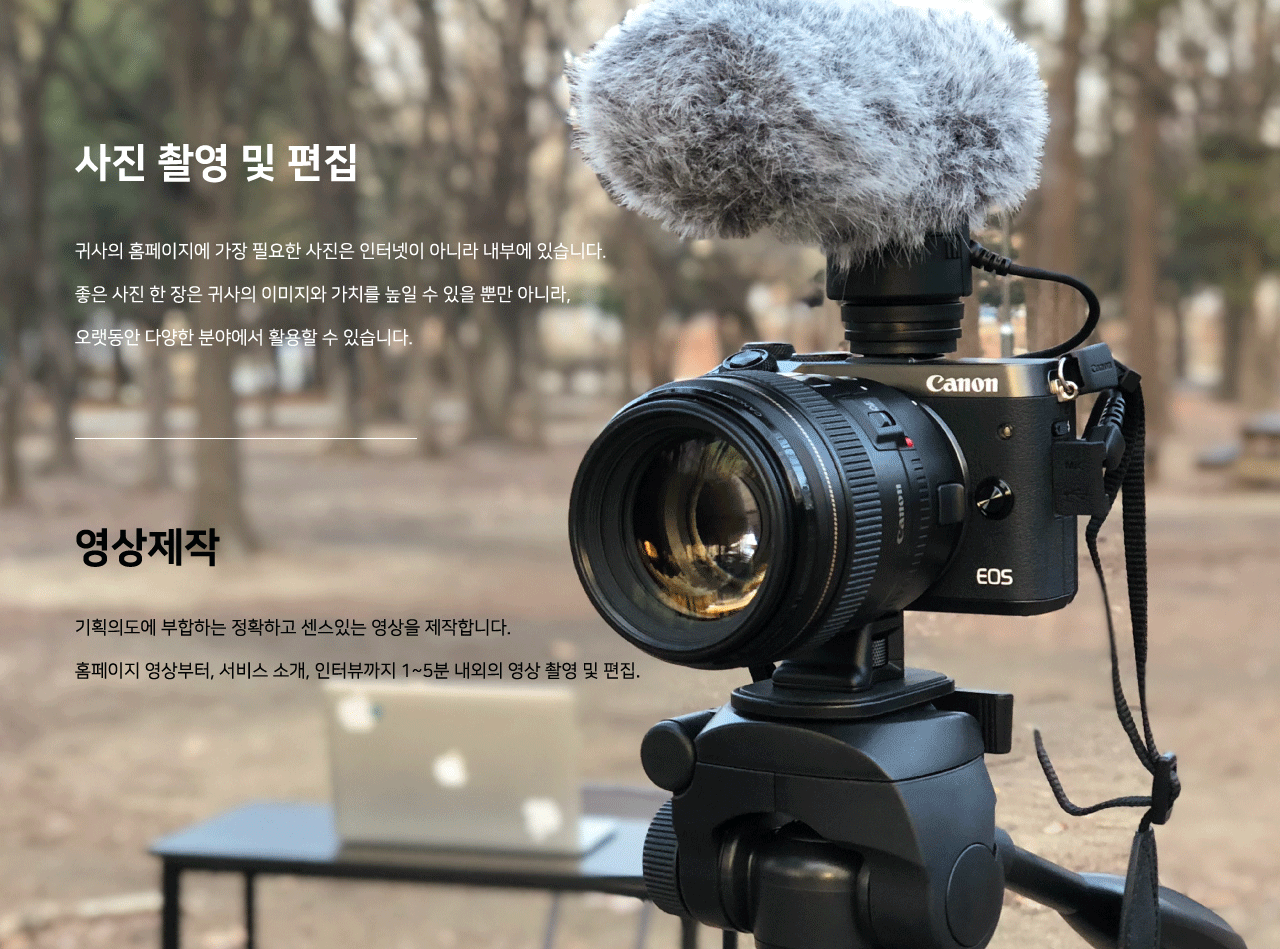 사진 촬영 및 편집
귀사의 홈페이지에 가장 필요한 사진은 인터넷이 아니라 내부에 있습니다.
좋은 사진 한 장은 귀사의 이미지와 가치를 높일 수 있을 뿐만 아니라,
오랫동안 다양한 분야에서 활용할 수 있습니다.
Canon
Canon
EOS
영상제작
기획의도에 부합하는 정확하고 센스있는 영상을 제작합니다.
홈페이지 영상부터, 서비스 소개, 인터뷰까지 1~5분 내외의 영상 촬영 및 편집.